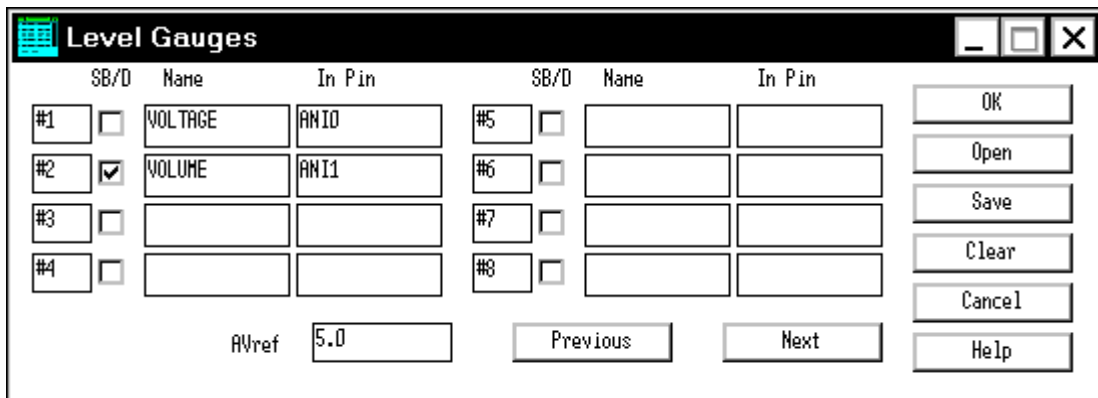 Level Gauges
SB/D Name In Pin SB/D Name In Pin
#1 VOLTAGE ANI0 #5
#2 VOLUME ANI1 #6
#3 #7
#4 #8
AVref 5.0 Previous Next
OK
Open
Save
Clear
Cancel
Help